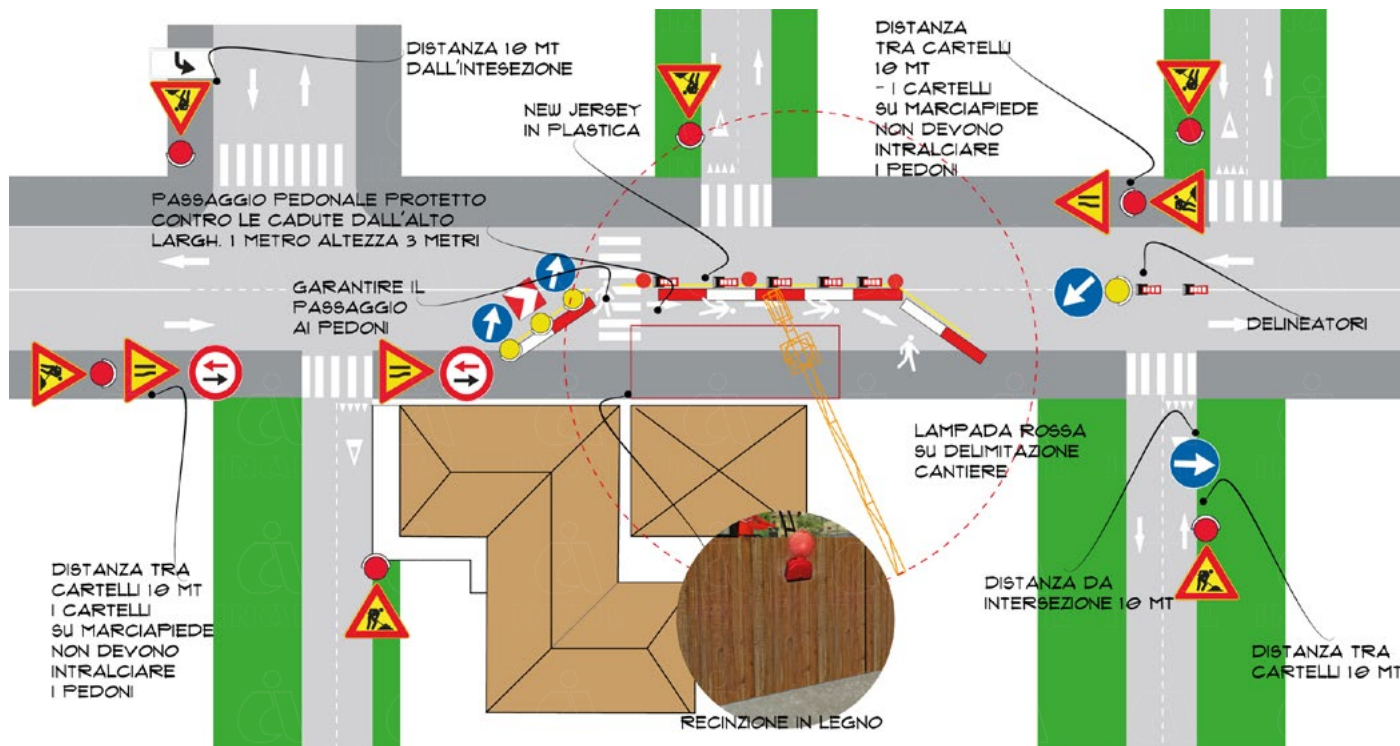 DISTANZA 10 MT
DALL'INTESEZIONE
NEW JERSEY
IN PLASTICA
DISTANZA
TRA CARTELLI
10 MT
- I CARTELLI
SU MARCIAPIEDE
NON DEVONO
INTRALCIARE
I PEDONI
PASSAGGIO PEDONALE PROTETTO
CONTRO LE CADUTE DALL'ALTO
LARGH. 1 METRO ALTEZZA 3 METRI
GARANTIRE IL
PASSAGGIO
AI PEDONI
DELINEATORI
LAMPADA ROSSA
SU DELIMITAZIONE
CANTIERE
DISTANZA TRA
CARTELLI 10 MT
I CARTELLI
SU MARCIAPIEDE
NON DEVONO
INTRALCIARE
I PEDONI
DISTANZA DA
INTERSEZIONE 10 MT
DISTANZA TRA
CARTELLI 10 MT
RECINZIONE IN LEGNO